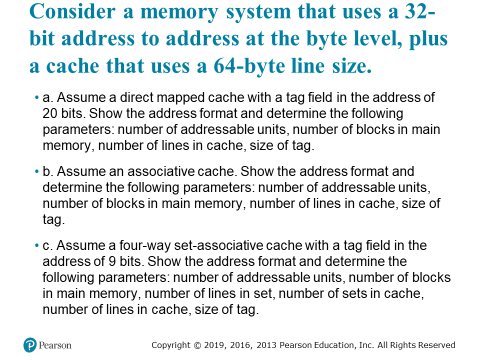 Consider a memory system that uses a 32-
bit address to address at the byte level, plus
a cache that uses a 64-byte line size.
• a. Assume a direct mapped cache with a tag field in the address of
20 bits. Show the address format and determine the following
parameters: number of addressable units, number of blocks in main
memory, number of lines in cache, size of tag.
• b. Assume an associative cache. Show the address format and
determine the following parameters: number of addressable units,
number of blocks in main memory, number of lines in cache, size of
tag.
• c. Assume a four-way set-associative cache with a tag field in the
address of 9 bits. Show the address format and determine the
following parameters: number of addressable units, number of blocks
in main memory, number of lines in set, number of sets in cache,
number of lines in cache, size of tag.
Pearson
Copyright © 2019, 2016, 2013 Pearson Education, Inc. All Rights Reserved